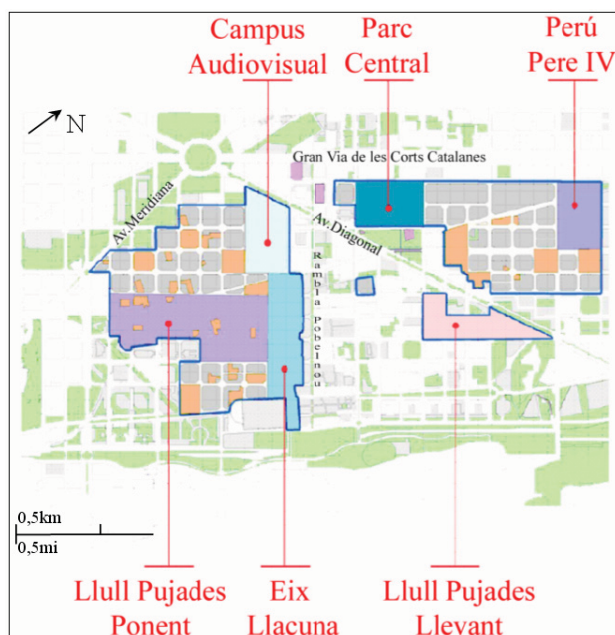 Campus
Audiovisual
Parc
Central
Perú
Pere IV
N
Gran Via de les Corts Catalanes
Av.Meridiana
Av.Diagonal
Rambla Pobelnou
0,5km
0,5mi
Llull Pujades
Ponent
Eix
Llacuna
Llull Pujades
Llevant